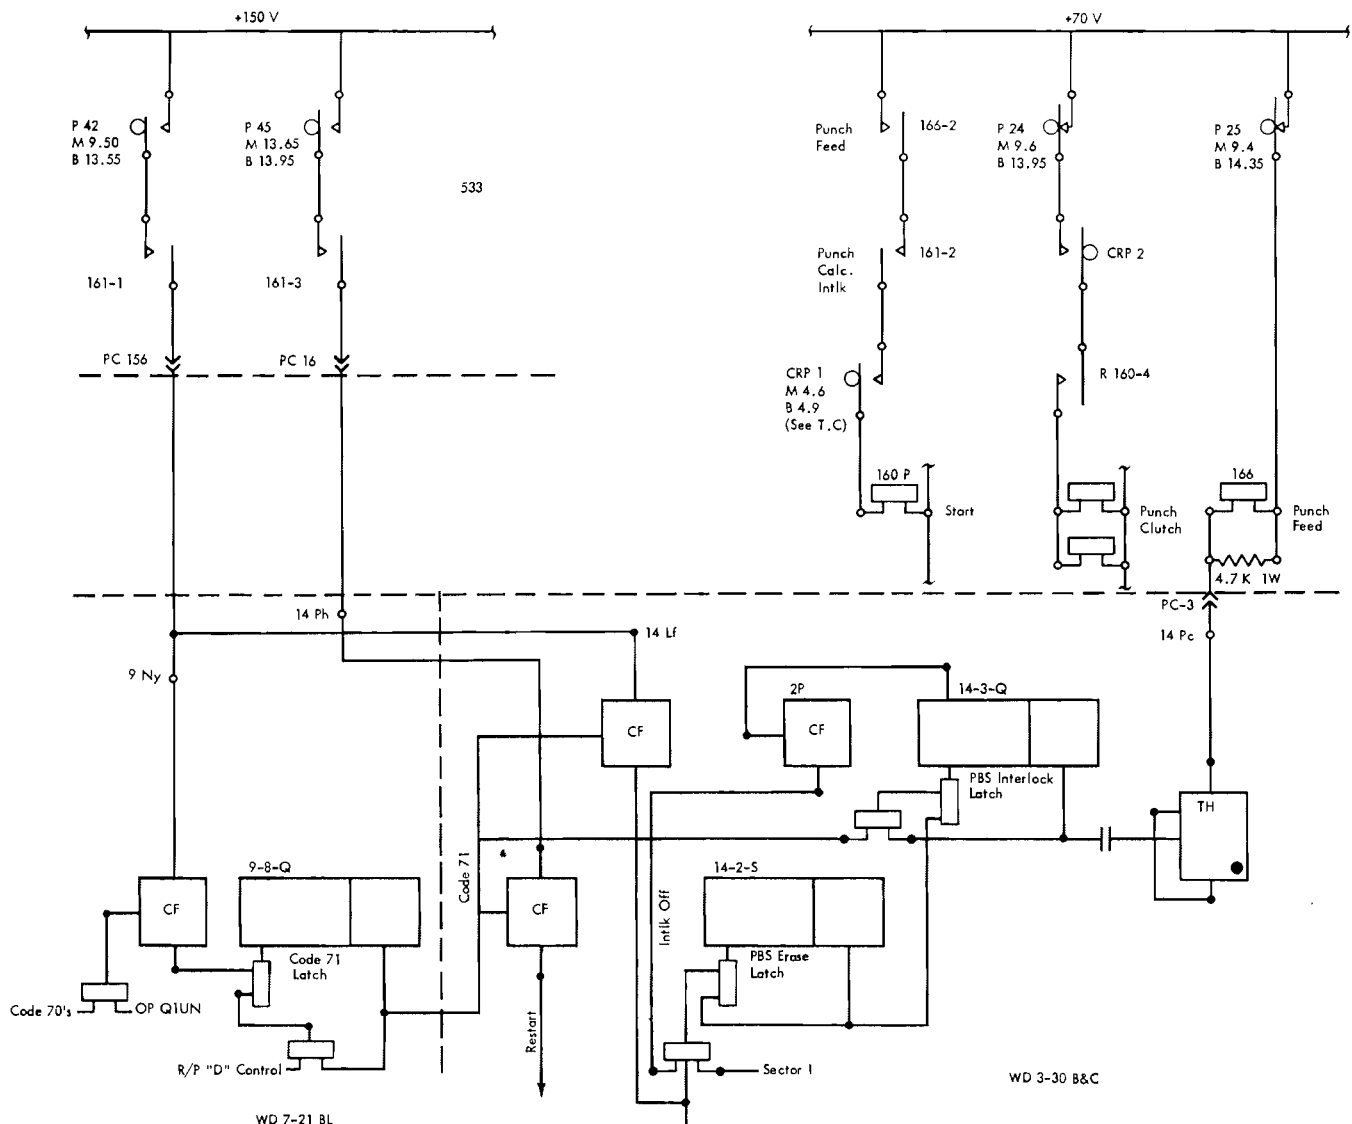 +150 V
+70 V
P 42
M 9.50
B 13.55
P 45
M 13.65
B 13.95
533
Punch
Feed
166-2
P 24
M 9.6
B 13.95
P 25
M 9.4
B 14.35
161-1
161-3
Punch
Calc.
Intlk
161-2
CRP 2
PC 156
PC 16
CRP 1
M 4.6
B 4.9
(See T.C)
R 160-4
160 P
Start
Punch
Clutch
166
Punch
Feed
4.7 K 1W
PC-3
14 Ph
14 Lf
14 Pc
9 Ny
CF
2P
CF
14-3-Q
PBS Interlock
Latch
TH
9-8-Q
Code 71
&
14-2-S
CF
Code 71
Latch
CF
Intlk Off
PBS Erase
Latch
Code 70's
OP Q1UN
Restart
R/P "D" Control
Sector I
WD 3-30 B&C
WD 7-21 BL